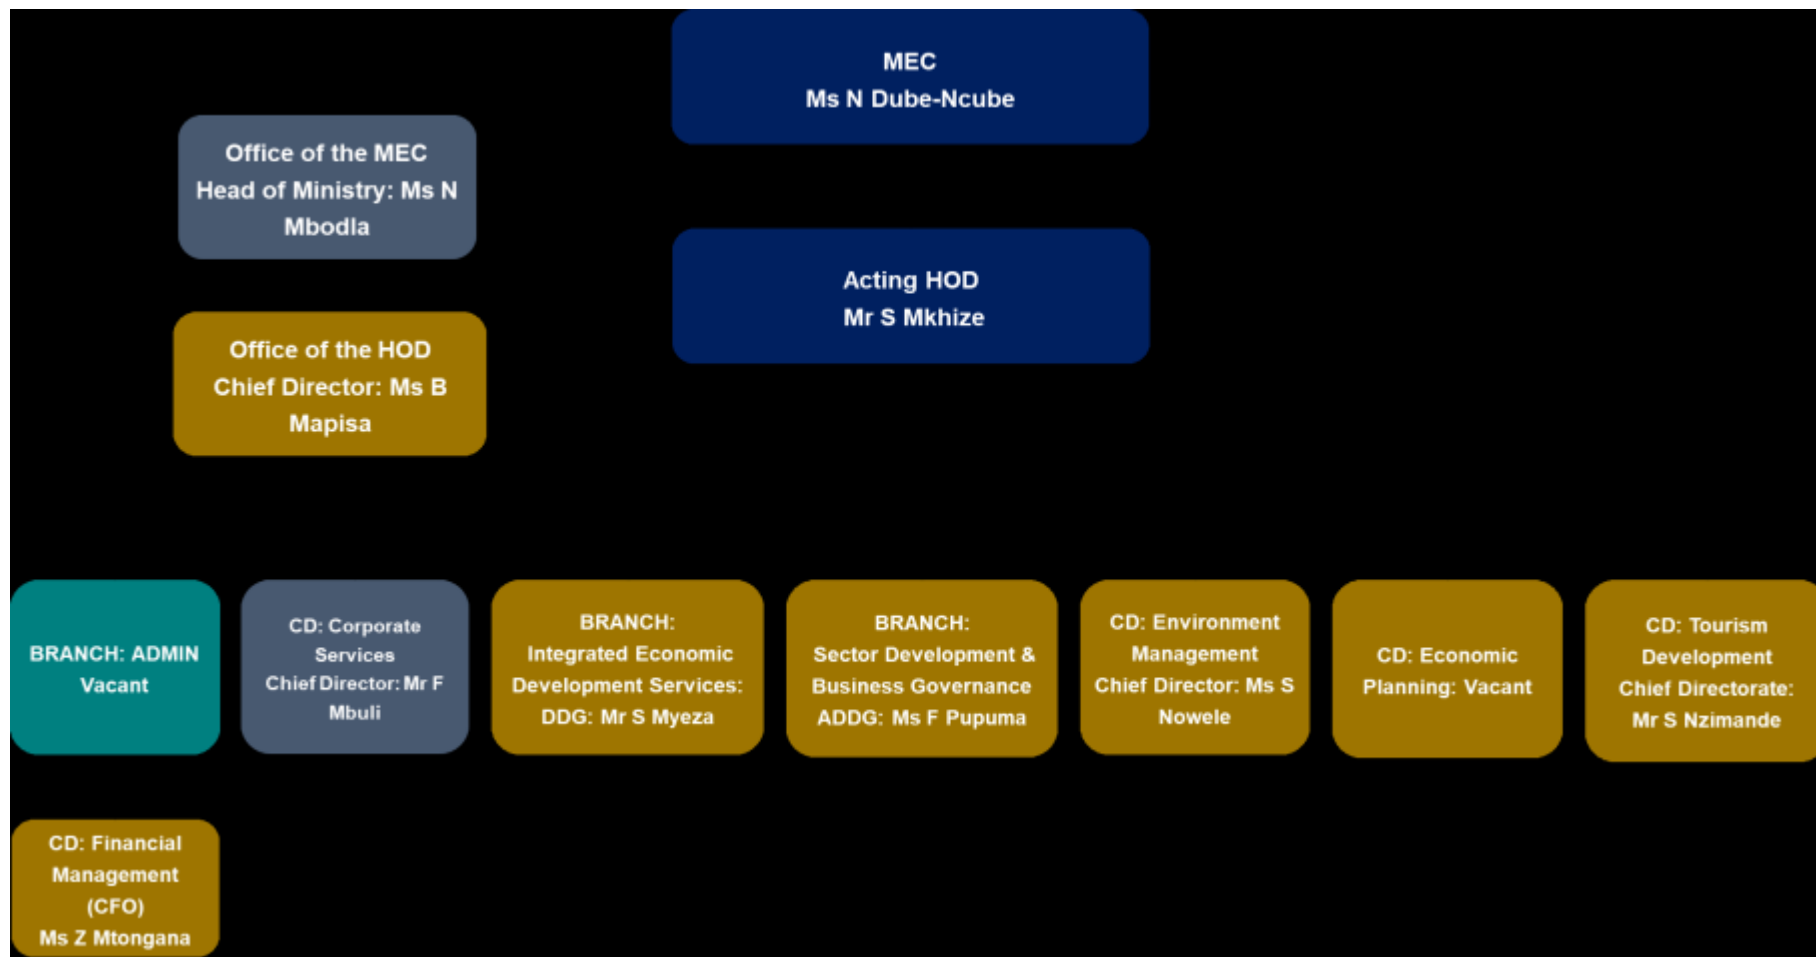 MEC
Ms N Dube-Ncube
Office of the MEC
Head of Ministry: Ms N
Mbodla
Acting HOD
Mr S Mkhize
Office of the HOD
Chief Director: Ms B
Mapisa
BRANCH: ADMIN
Vacant
CD: Corporate
Services
Chief Director: Mr F
Mbuli
BRANCH:
Integrated Economic
Development Services:
DDG: Mr S Myeza
BRANCH:
Sector Development &
Business Governance
ADDG: Ms F Pupuma
CD: Environment
Management
Chief Director: Ms S
Nowele
CD: Economic
Planning: Vacant
CD: Tourism
Development
Chief Directorate:
Mr S Nzimande
CD: Financial
Management
(CFO)
Ms Z Mtongana